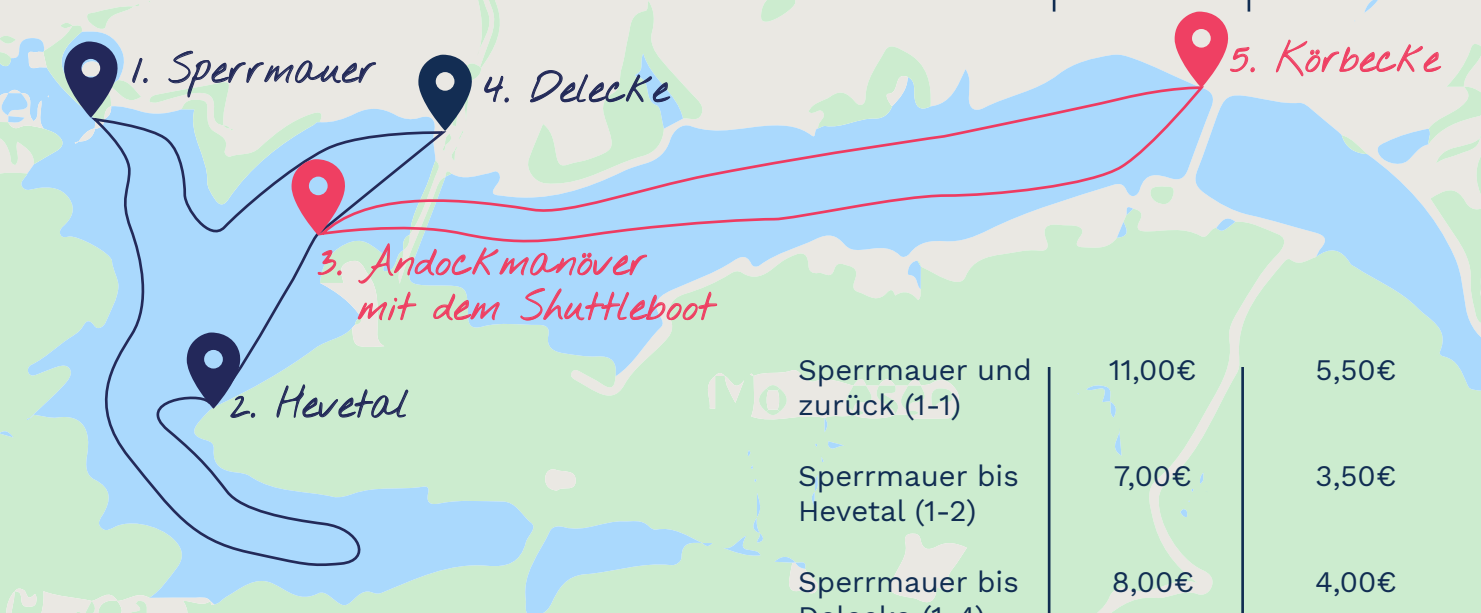 1. Sperrmauer
4. Delecke
5. Körbecke
3. Andockmanöver
mit dem Shuttleboot
2. Hevetal
Sperrmauer und
zurück (1-1)
11,00€
5,50€
Sperrmauer bis
Hevetal (1-2)
7,00€
3,50€
Sperrmauer bis
8,00€
4,00€